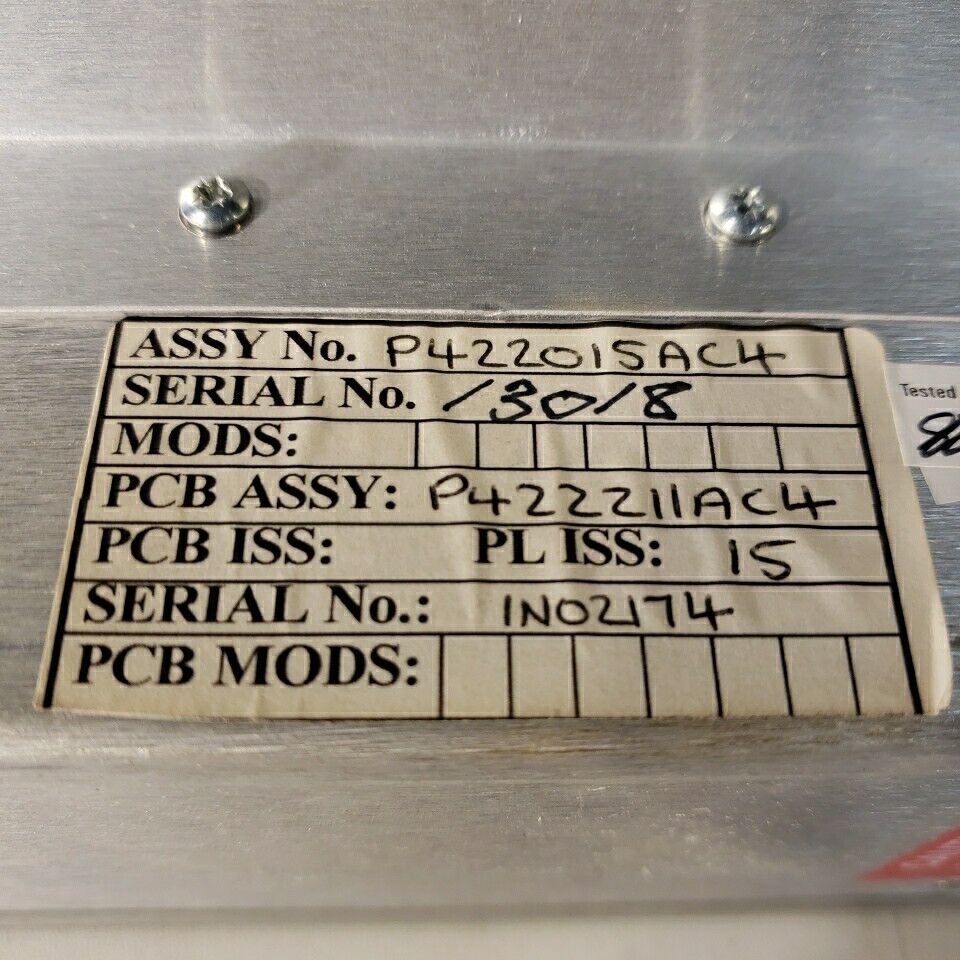 ASSY No. P422015AC4
SERIAL No. 13018
MODS:
PCB ASSY: P422211AC4
PCB ISS: PL ISS: 15
SERIAL No.: 1N02174
PCB MODS:
Tested